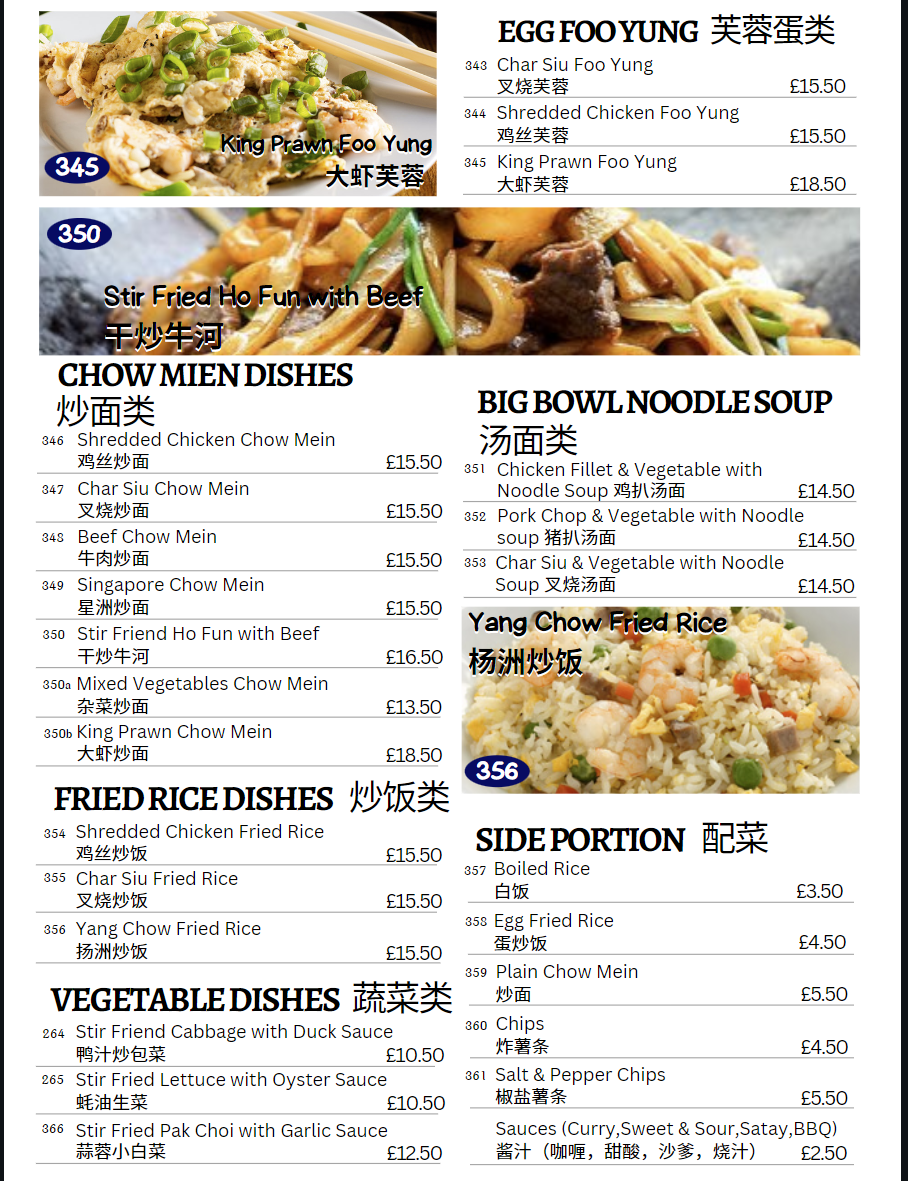 345
King Prawn Foo Yung
大虾芙蓉
EGG FOO YUNG 芙蓉蛋类
343 Char Siu Foo Yung
叉烧芙蓉 £15.50
344 Shredded Chicken Foo Yung
鸡丝芙蓉 £15.50
345 King Prawn Foo Yung
大虾芙蓉 £18.50
350
Stir Fried Ho Fun with Beef
干炒牛河
CHOW MIEN DISHES
炒面类
346 Shredded Chicken Chow Mein
鸡丝炒面 £15.50
347 Char Siu Chow Mein
叉烧炒面 £15.50
348 Beef Chow Mein
牛肉炒面 £15.50
349 Singapore Chow Mein
星洲炒面 £15.50
350 Stir Friend Ho Fun with Beef
干炒牛河 £16.50
350a Mixed Vegetables Chow Mein
杂菜炒面 £13.50
350b King Prawn Chow Mein
大虾炒面 £18.50
FRIED RICE DISHES 炒饭类
354 Shredded Chicken Fried Rice
鸡丝炒饭 £15.50
355 Char Siu Fried Rice
叉烧炒饭 £15.50
356 Yang Chow Fried Rice
扬洲炒饭 £15.50
VEGETABLE DISHES 蔬菜类
264 Stir Friend Cabbage with Duck Sauce
鸭汁炒包菜 £10.50
265 Stir Fried Lettuce with Oyster Sauce
蚝油生菜 £10.50
366 Stir Fried Pak Choi with Garlic Sauce
蒜蓉小白菜 £12.50
BIG BOWL NOODLE SOUP
汤面类
351 Chicken Fillet & Vegetable with
Noodle Soup 鸡扒汤面 £14.50
352 Pork Chop & Vegetable with Noodle
soup 猪扒汤面 £14.50
353 Char Siu & Vegetable with Noodle
Soup 叉烧汤面 £14.50
Yang Chow Fried Rice
杨洲炒饭
356
SIDE PORTION 配菜
357 Boiled Rice
白饭 £3.50
358 Egg Fried Rice
蛋炒饭 £4.50
359 Plain Chow Mein
炒面 £5.50
360 Chips
炸薯条 £4.50
361 Salt & Pepper Chips
椒盐薯条 £5.50
Sauces (Curry,Sweet & Sour,Satay,BBQ)
酱汁（咖喱，甜酸，沙爹，烧汁） £2.50